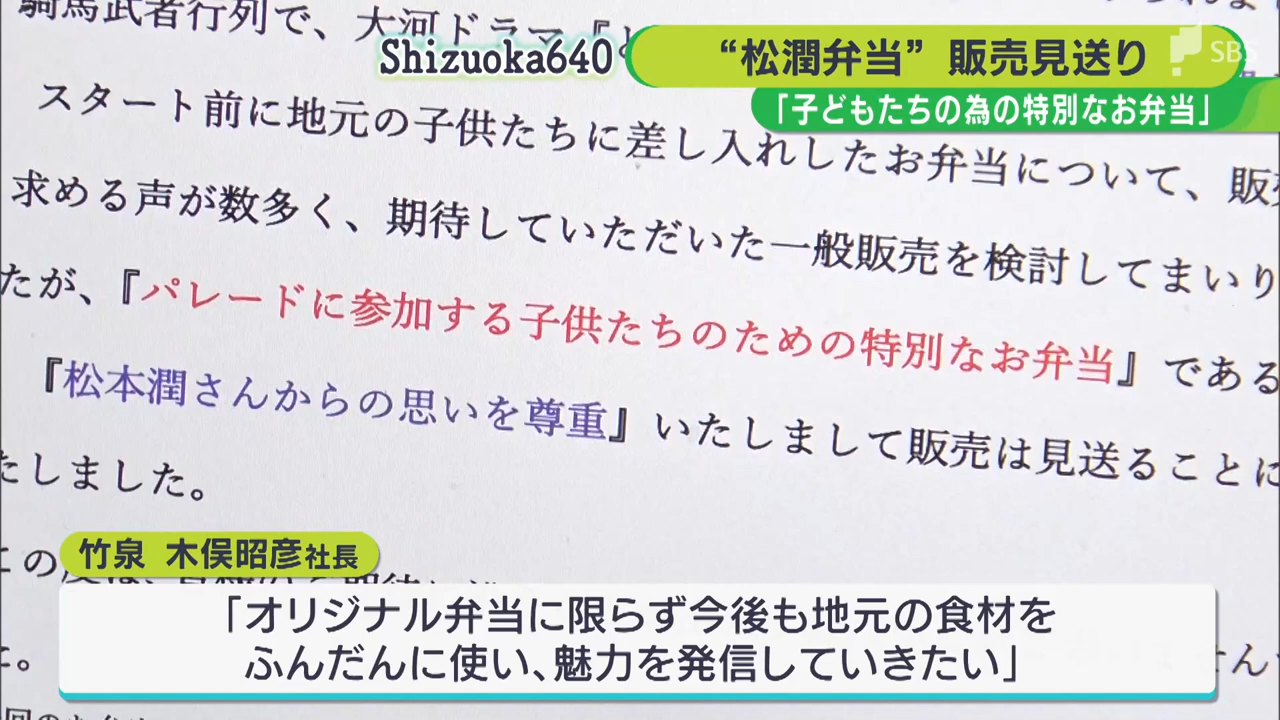 騎馬武者行列で、大河ドラマ『ど
Shizuoka640
“松潤弁当” 販売見送り
SBS
「子どもたちの為の特別なお弁当」
スタート前に地元の子供たちに差し入れしたお弁当について、販売
求める声が数多く、期待していただいた一般販売を検討してまいり
たが、『パレードに参加する子供たちのための特別なお弁当』である
『松本潤さんからの思いを尊重』いたしまして販売は見送ることに
たしました。
竹泉 木俣昭彦社長
「オリジナル弁当に限らず今後も地元の食材を
ふんだんに使い、魅力を発信していきたい」